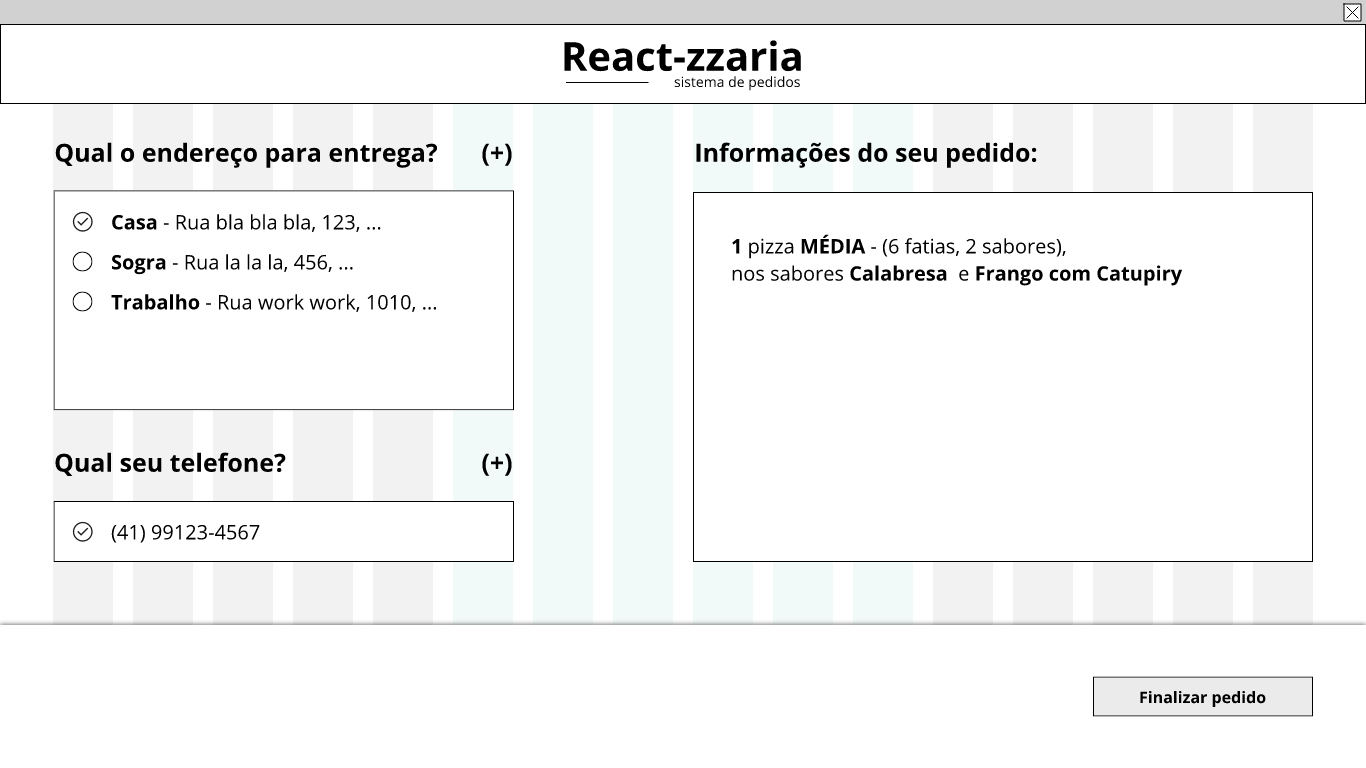 React-zzaria
sistema de pedidos
Qual o endereço para entrega? (+)
Casa - Rua bla bla bla, 123, ...
Sogra - Rua la la la, 456, ...
Trabalho - Rua work work, 1010, ...
Qual seu telefone? (+)
(41) 99123-4567
Informações do seu pedido:
1 pizza MÉDIA - (6 fatias, 2 sabores),
nos sabores Calabresa e Frango com Catupiry
Finalizar pedido